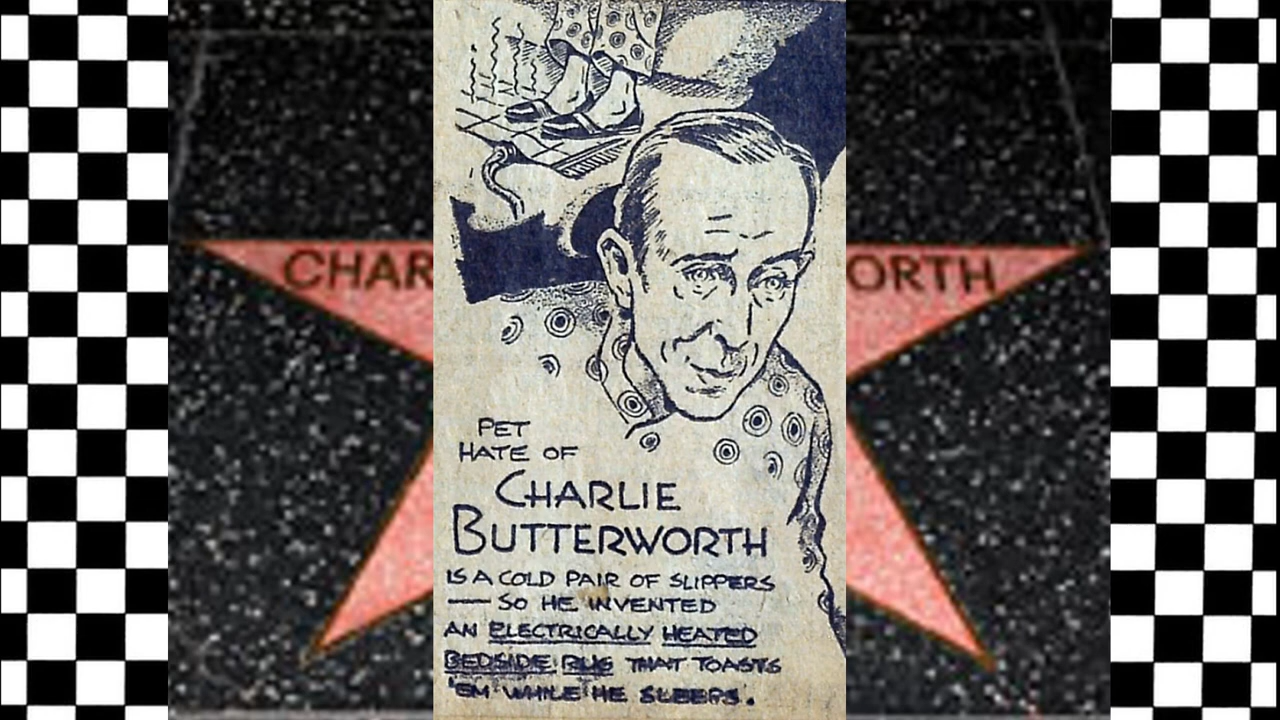 CHAR
ORTH
PET
HATE OF
CHARLIE
BUTTERWORTH
IS A COLD PAIR OF SLIPPERS
— SO HE INVENTED
AN ELECTRICALLY HEATED
BEDSIDE RUG THAT TOASTS
'EM WHILE HE SLEEPS.